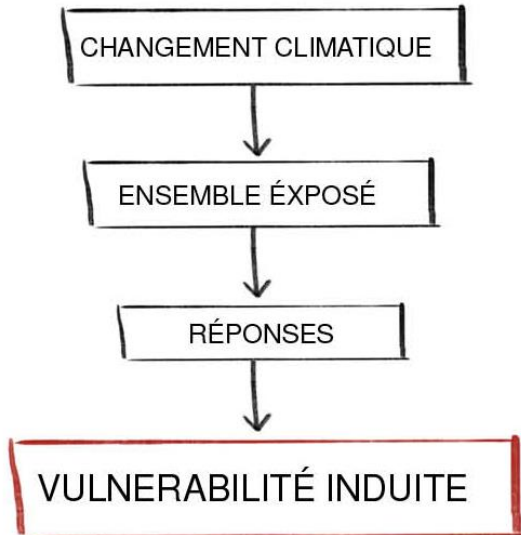 CHANGEMENT CLIMATIQUE
ENSEMBLE ÉXPOSÉ
RÉPONSES
VULNERABILITÉ INDUITE